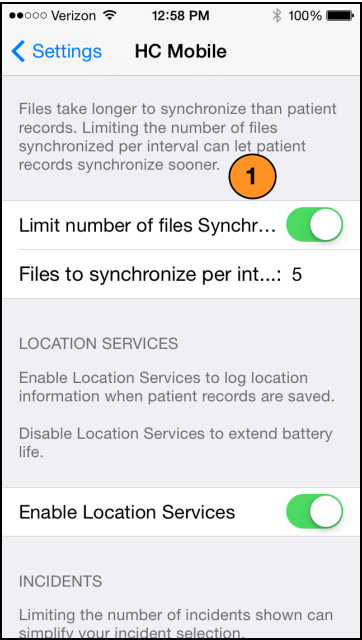 Verizon 12:58 PM 100%
Settings HC Mobile
Files take longer to synchronize than patient
records. Limiting the number of files
synchronized per interval can let patient
records synchronize sooner.
1
Limit number of files Synchr...
Files to synchronize per int...: 5
LOCATION SERVICES
Enable Location Services to log location
information when patient records are saved.
Disable Location Services to extend battery
life.
Enable Location Services
INCIDENTS
Limiting the number of incidents shown can
simplify your incident selection.